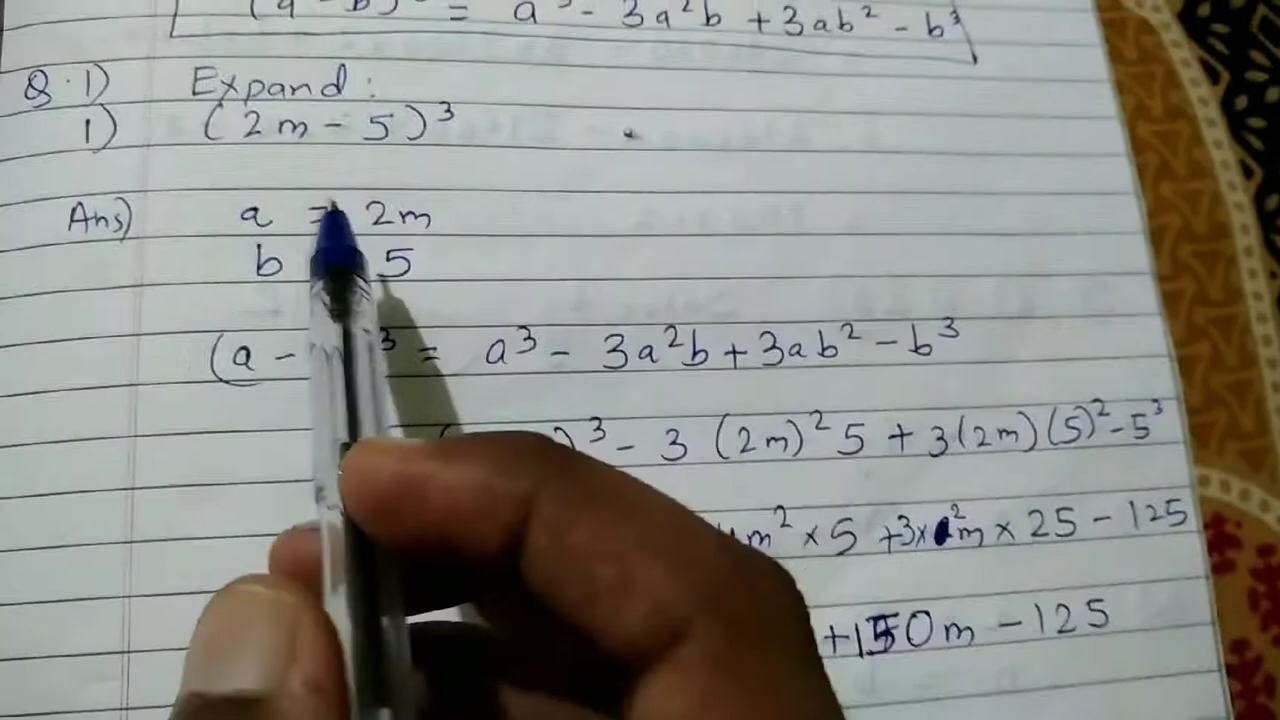 = a³ - 3a²b + 3ab² - b³
Q.1) Expand:
1) (2m - 5)³
Ans) a = 2m
b 5
(a - ³ = a³ - 3a²b + 3ab² - b³
)³ - 3 (2m)² 5 + 3(2m)(5)² - 5³
m² × 5 + 3 × 2m × 25 - 125
+ 150m - 125